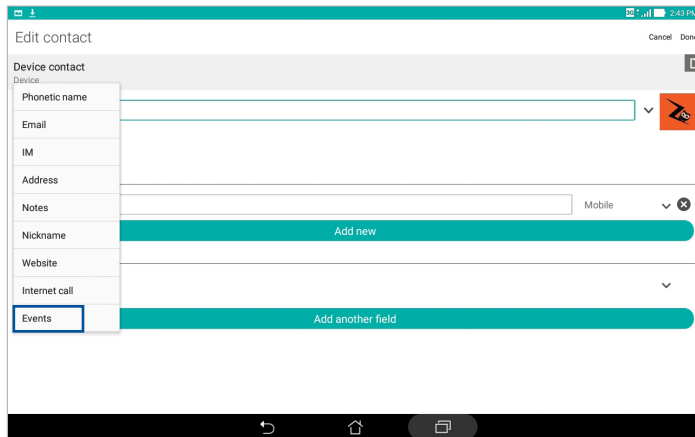 3G 2:43 PM
Edit contact Cancel Done
Device contact
Device
Phonetic name
Email
IM
Address
Notes Mobile
Nickname Add new
Website
Internet call
Events Add another field